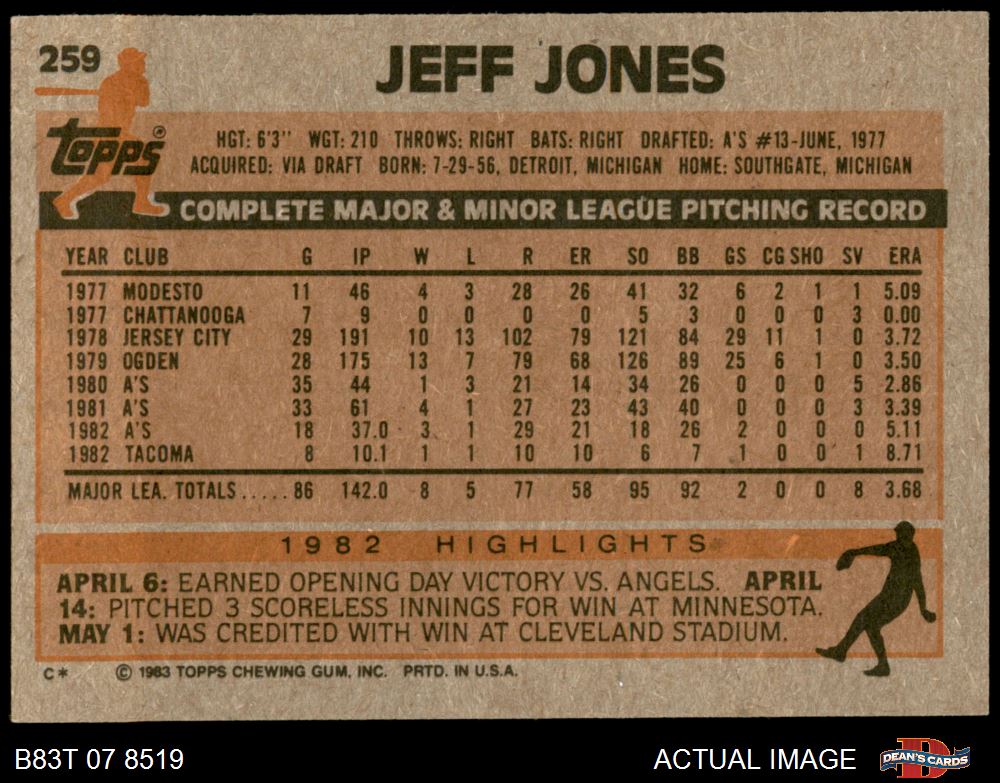 259
JEFF JONES
Topps®
HGT: 6'3" WGT: 210 THROWS: RIGHT BATS: RIGHT DRAFTED: A'S #13-JUNE, 1977
ACQUIRED: VIA DRAFT BORN: 7-29-56, DETROIT, MICHIGAN HOME: SOUTHGATE, MICHIGAN
COMPLETE MAJOR & MINOR LEAGUE PITCHING RECORD
YEAR CLUB G IP W L R ER SO BB GS CG SHO SV ERA
1977 MODESTO 11 46 4 3 28 26 41 32 6 2 1 1 5.09
1977 CHATTANOOGA 7 9 0 0 0 0 5 3 0 0 0 3 0.00
1978 JERSEY CITY 29 191 10 13 102 79 121 84 29 11 1 0 3.72
1979 OGDEN 28 175 13 7 79 68 126 89 25 6 1 0 3.50
1980 A'S 35 44 1 3 21 14 34 26 0 0 0 5 2.86
1981 A'S 33 61 4 1 27 23 43 40 0 0 0 3 3.39
1982 A'S 18 37.0 3 1 29 21 18 26 2 0 0 0 5.11
1982 TACOMA 8 10.1 1 1 10 10 6 7 1 0 0 1 8.71
MAJOR LEA. TOTALS.....86 142.0 8 5 77 58 95 92 2 0 0 8 3.68
1982 HIGHLIGHTS
APRIL 6: EARNED OPENING DAY VICTORY VS. ANGELS. APRIL
14: PITCHED 3 SCORELESS INNINGS FOR WIN AT MINNESOTA.
MAY 1: WAS CREDITED WITH WIN AT CLEVELAND STADIUM.
C* © 1983 TOPPS CHEWING GUM, INC. PRTD. IN U.S.A.
B83T 07 8519 ACTUAL IMAGE DEAN'S CARDS